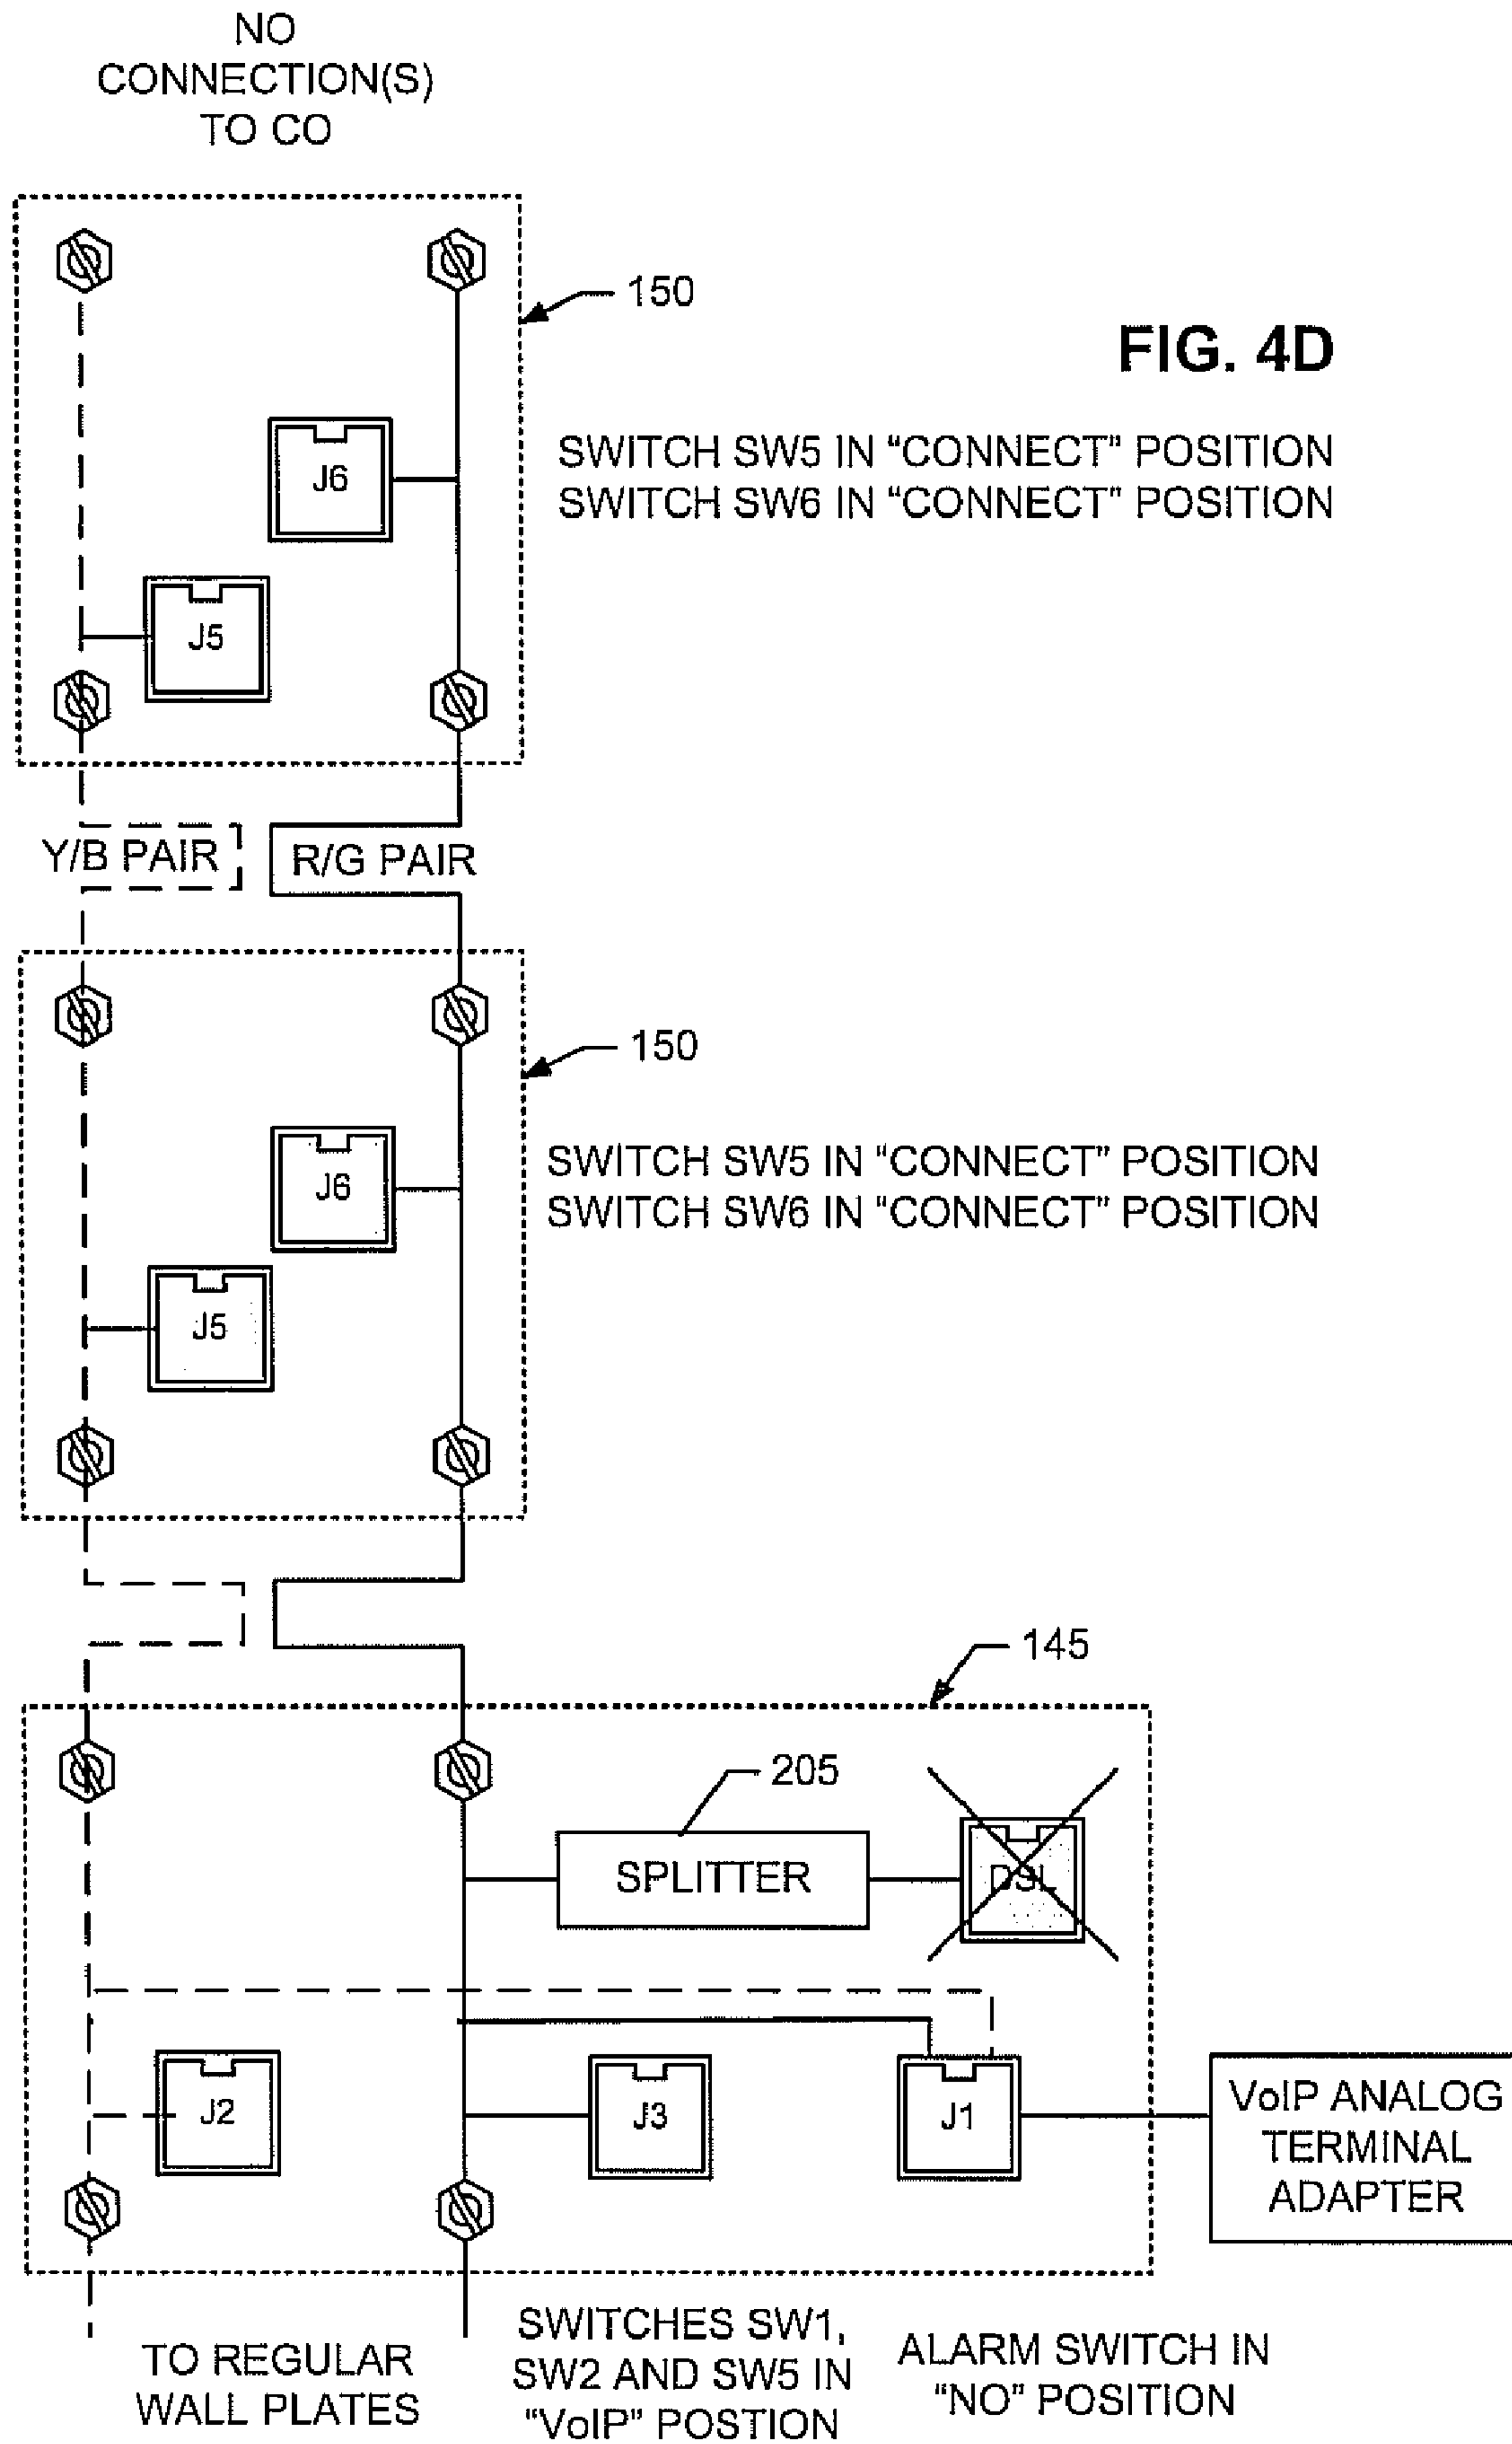 NO
CONNECTION(S)
TO CO
150
FIG. 4D
J6
SWITCH SW5 IN “CONNECT” POSITION
SWITCH SW6 IN “CONNECT” POSITION
J5
Y/B PAIR
R/G PAIR
150
J6
SWITCH SW5 IN “CONNECT” POSITION
SWITCH SW6 IN “CONNECT” POSITION
J5
145
205
SPLITTER
DSL
J2
J3
J1
VoIP ANALOG
TERMINAL
ADAPTER
TO REGULAR
WALL PLATES
SWITCHES SW1,
SW2 AND SW5 IN
“VoIP” POSTION
ALARM SWITCH IN
“NO” POSITION